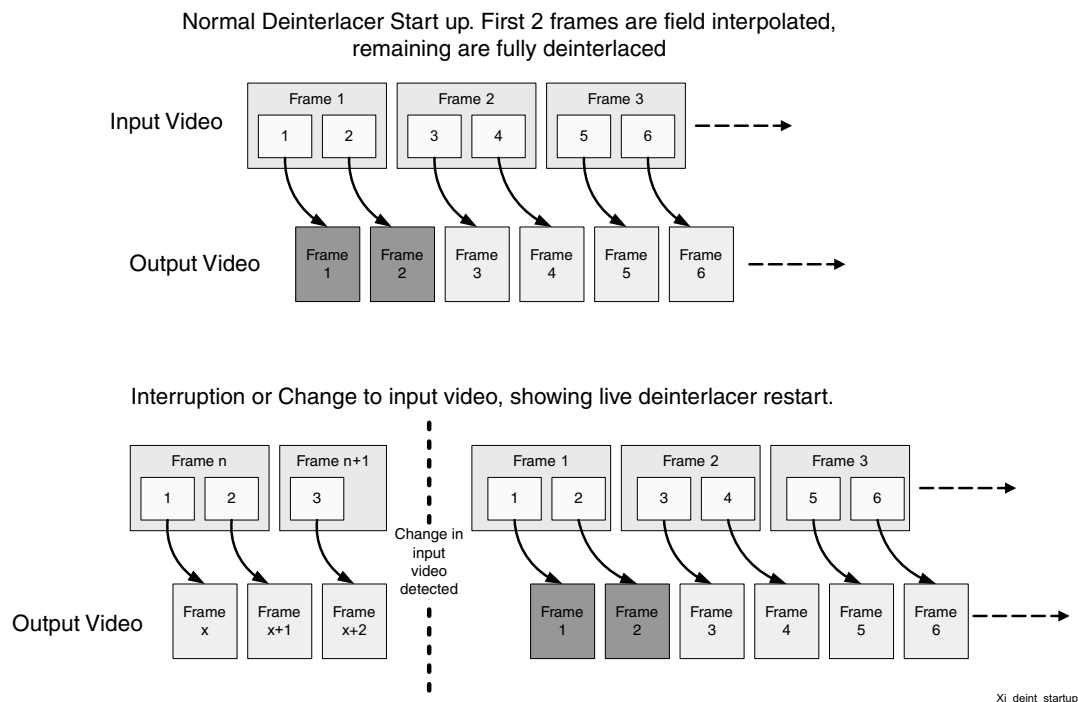 Normal Deinterlacer Start up. First 2 frames are field interpolated,
remaining are fully deinterlaced
Frame 1
Frame 2
Frame 3
Input Video
1
2
3
4
5
6
Output Video
Frame
1
Frame
2
Frame
3
Frame
4
Frame
5
Frame
6
Interruption or Change to input video, showing live deinterlacer restart.
Frame n
Frame n+1
1
2
3
Change in
input
video
detected
Frame 1
Frame 2
Frame 3
1
2
3
4
5
6
Output Video
Frame
x
Frame
x+1
Frame
x+2
Frame
1
Frame
2
Frame
3
Frame
4
Frame
5
Frame
6
Xi_deint_startup